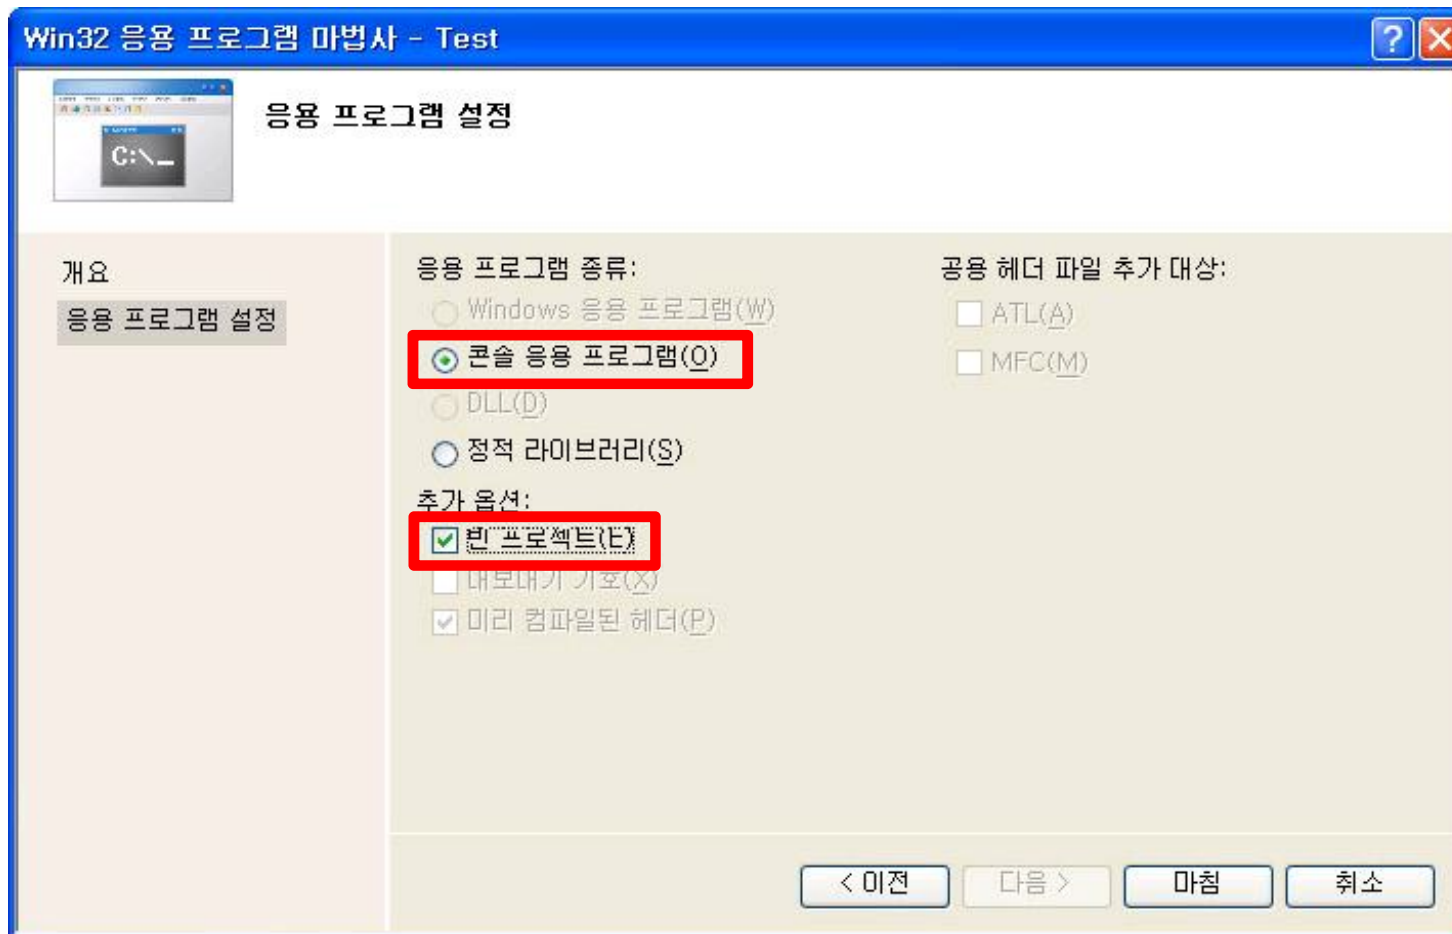 Win32 응용 프로그램 마법사 - Test
C:\_
응용 프로그램 설정
개요
응용 프로그램 설정
응용 프로그램 종류:
Windows 응용 프로그램(W)
콘솔 응용 프로그램(O)
DLL(D)
정적 라이브러리(S)
추가 옵션:
빈 프로젝트(E)
내보내기 기호(X)
미리 컴파일된 헤더(P)
공용 헤더 파일 추가 대상:
ATL(A)
MFC(M)
< 이전
다음 >
마침
취소